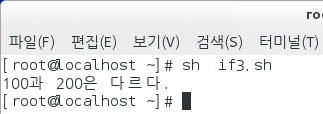 ro
파일(F) 편집(E) 보기(V) 검색(S) 터미널(T)
[root@localhost ~]# sh if3.sh
100과 200은 다르다.
[root@localhost ~]#